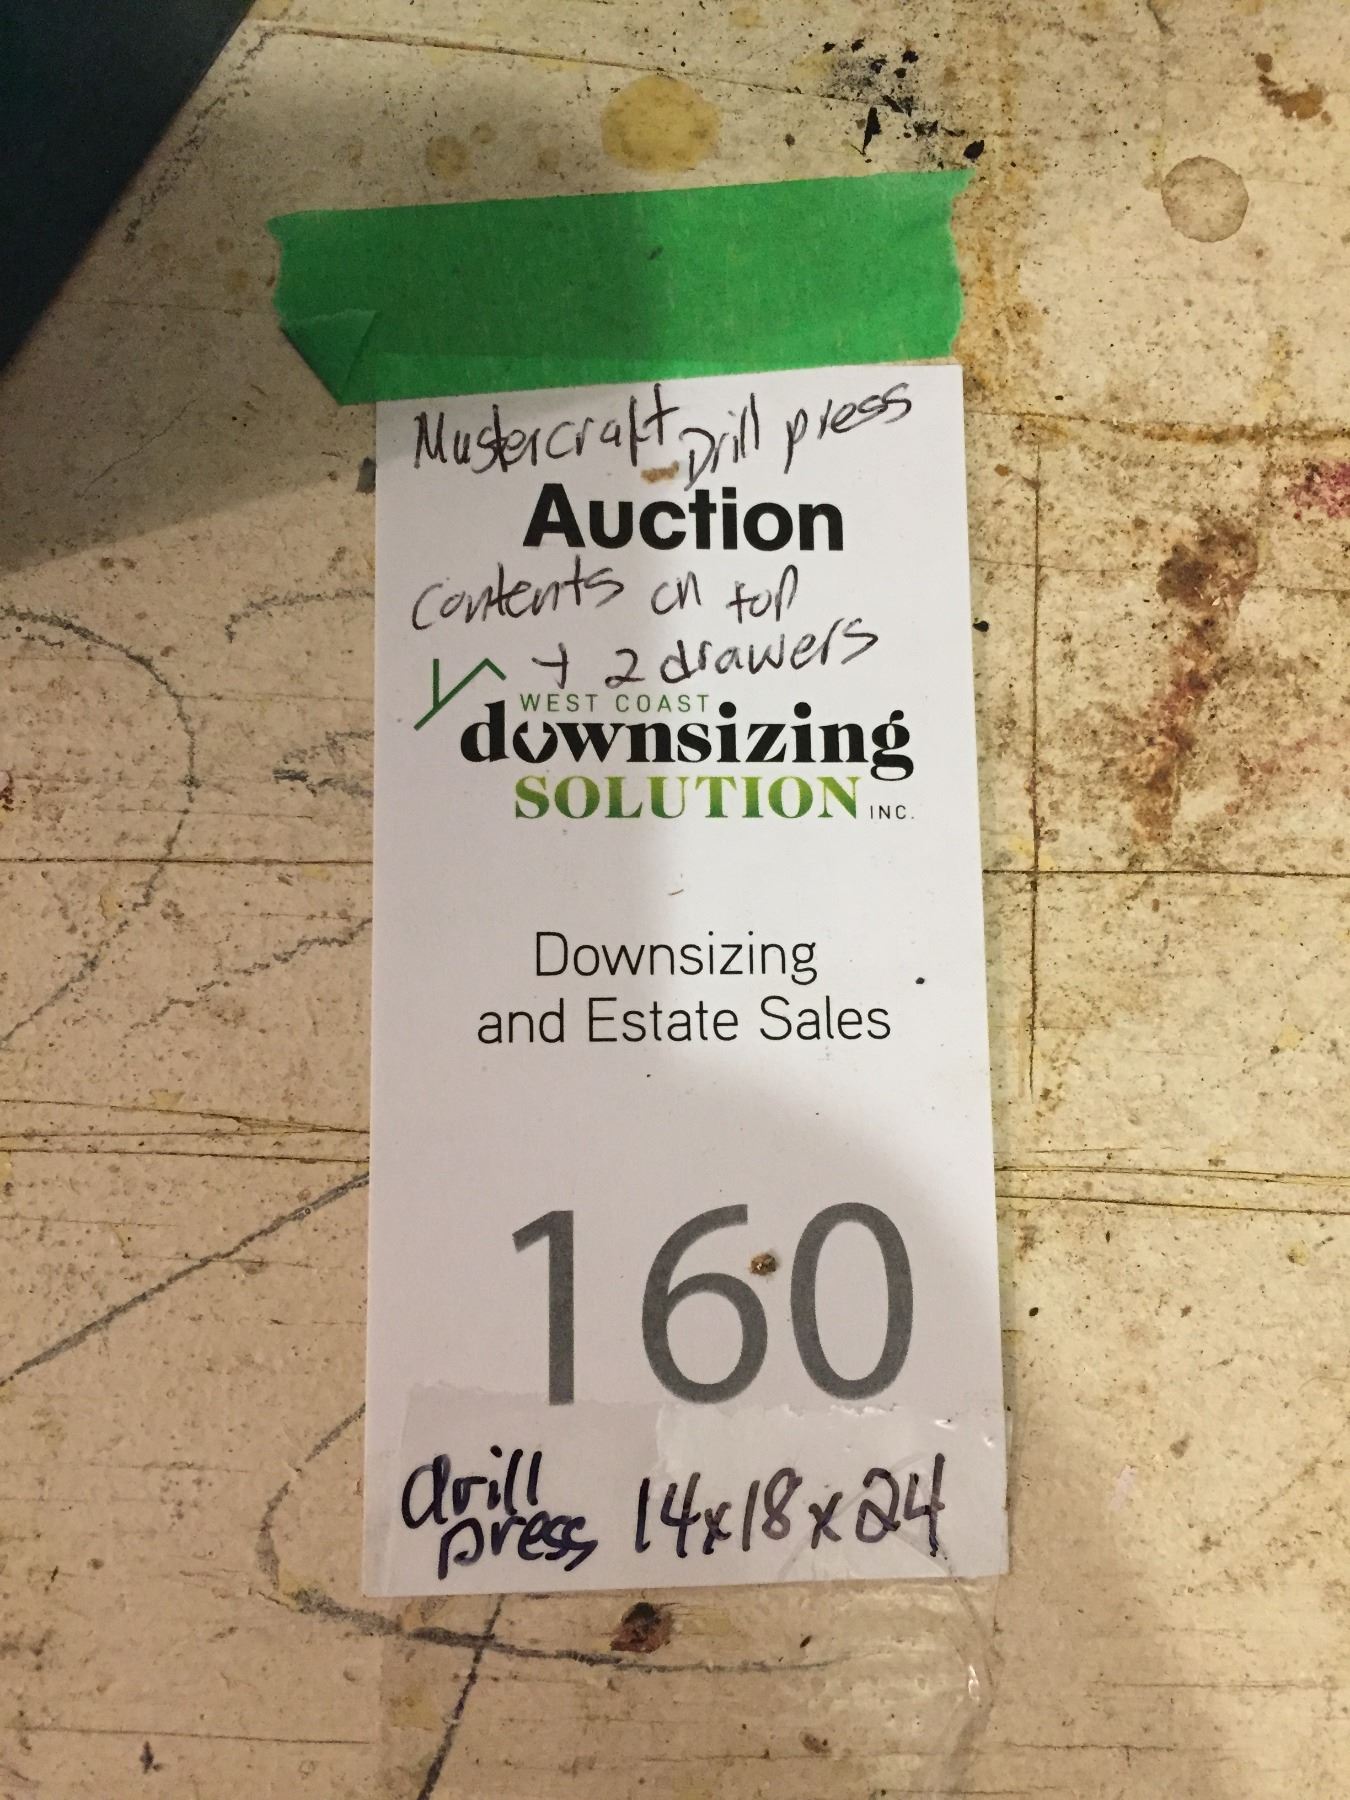 Mastercraft Drill press
Auction
Contents on top
+ 2 drawers
WEST COAST
downsizing
SOLUTION INC.
Downsizing
and Estate Sales
160
drill
press 14x18x24